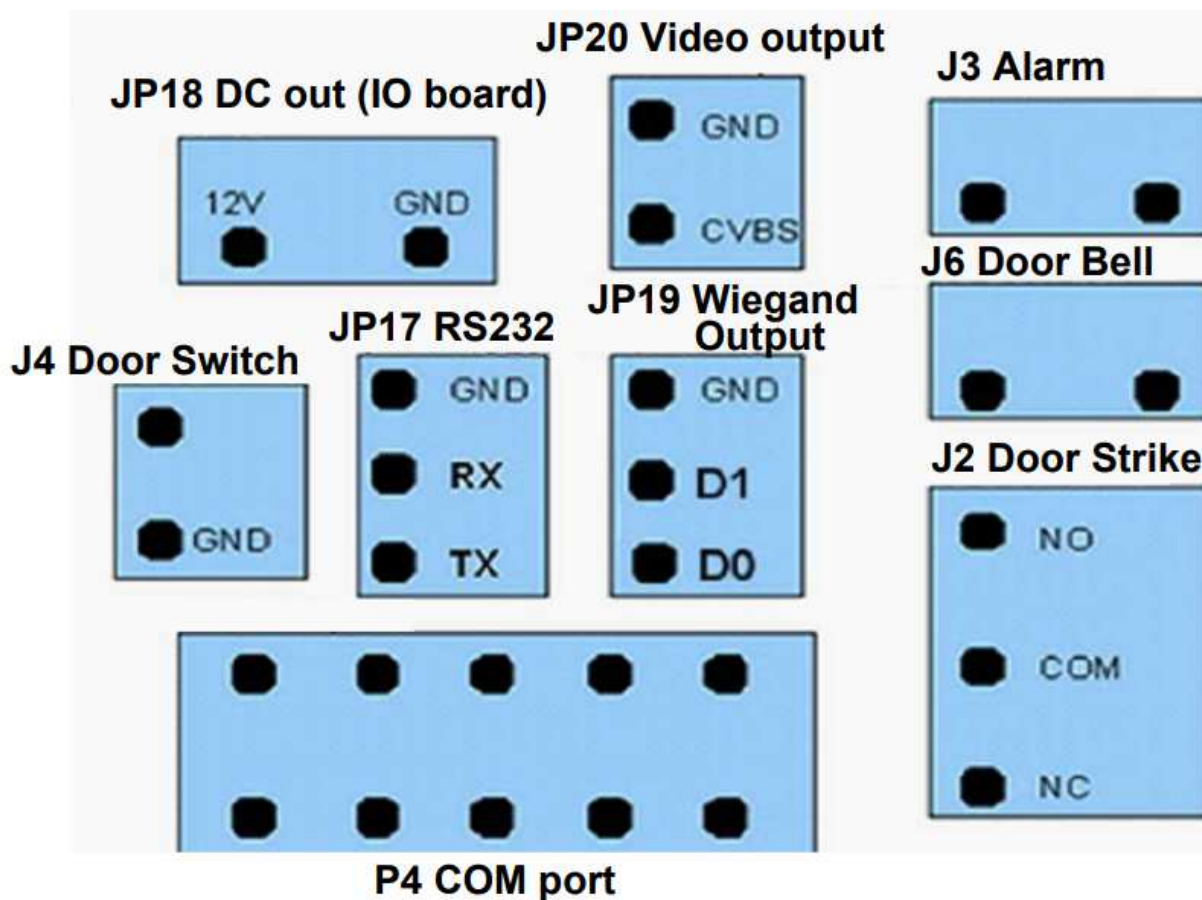 JP20 Video output
GND
CVBS
J3 Alarm
JP18 DC out (IO board)
12V GND
J6 Door Bell
JP19 Wiegand
Output
GND
D1
D0
JP17 RS232
GND
RX
TX
J4 Door Switch
GND
J2 Door Strike
NO
COM
NC
P4 COM port